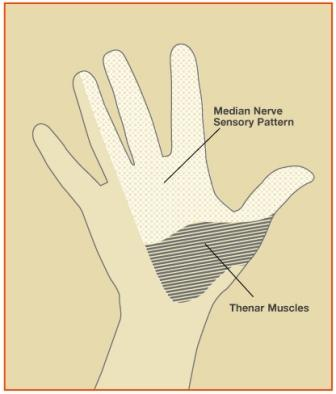 Median Nerve
Sensory Pattern
Thenar Muscles